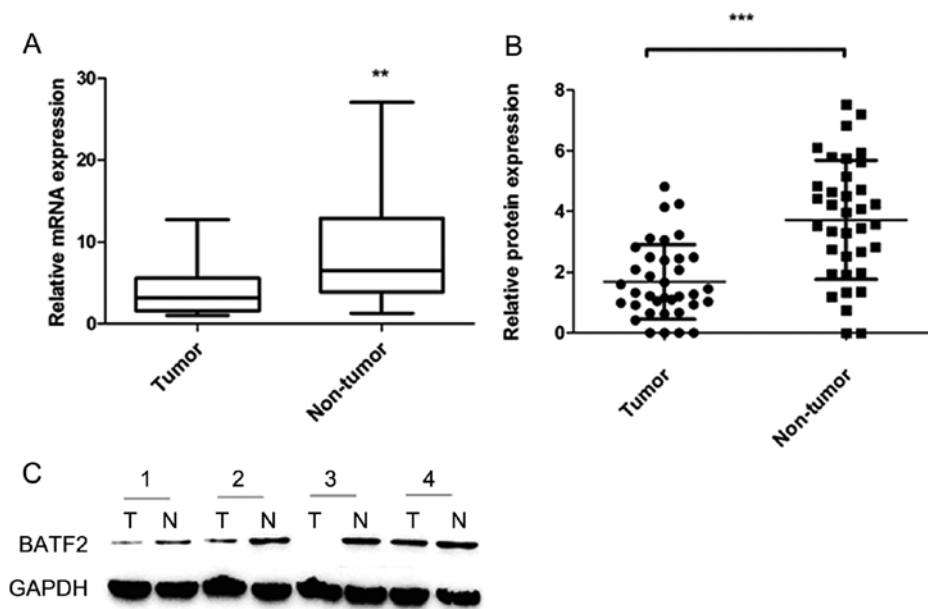 A
Relative mRNA expression
30
20
10
0
**
Tumor
Non-tumor
B
***
Relative protein expression
8
6
4
2
0
Tumor
Non-tumor
C
1 2 3 4
T N T N T N T N
BATF2
GAPDH